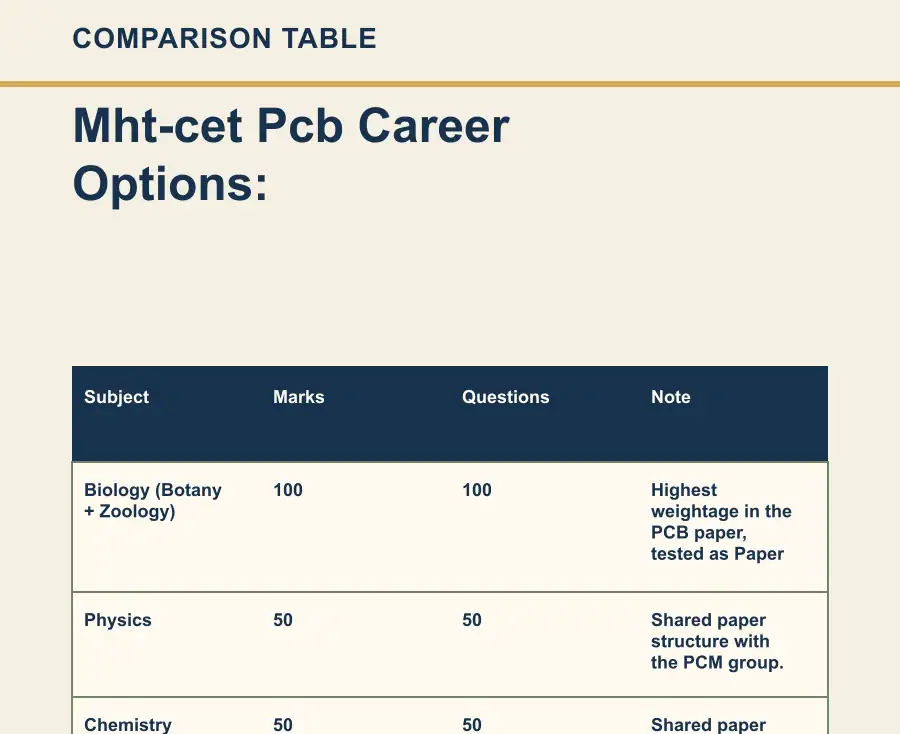 COMPARISON TABLE
Mht-cet Pcb Career
Options:
Subject Marks Questions Note
Biology (Botany 100 100 Highest
+ Zoology) weightage in the
PCB paper,
tested as Paper
Physics 50 50 Shared paper
structure with
the PCM group.
Chemistry 50 50 Shared paper